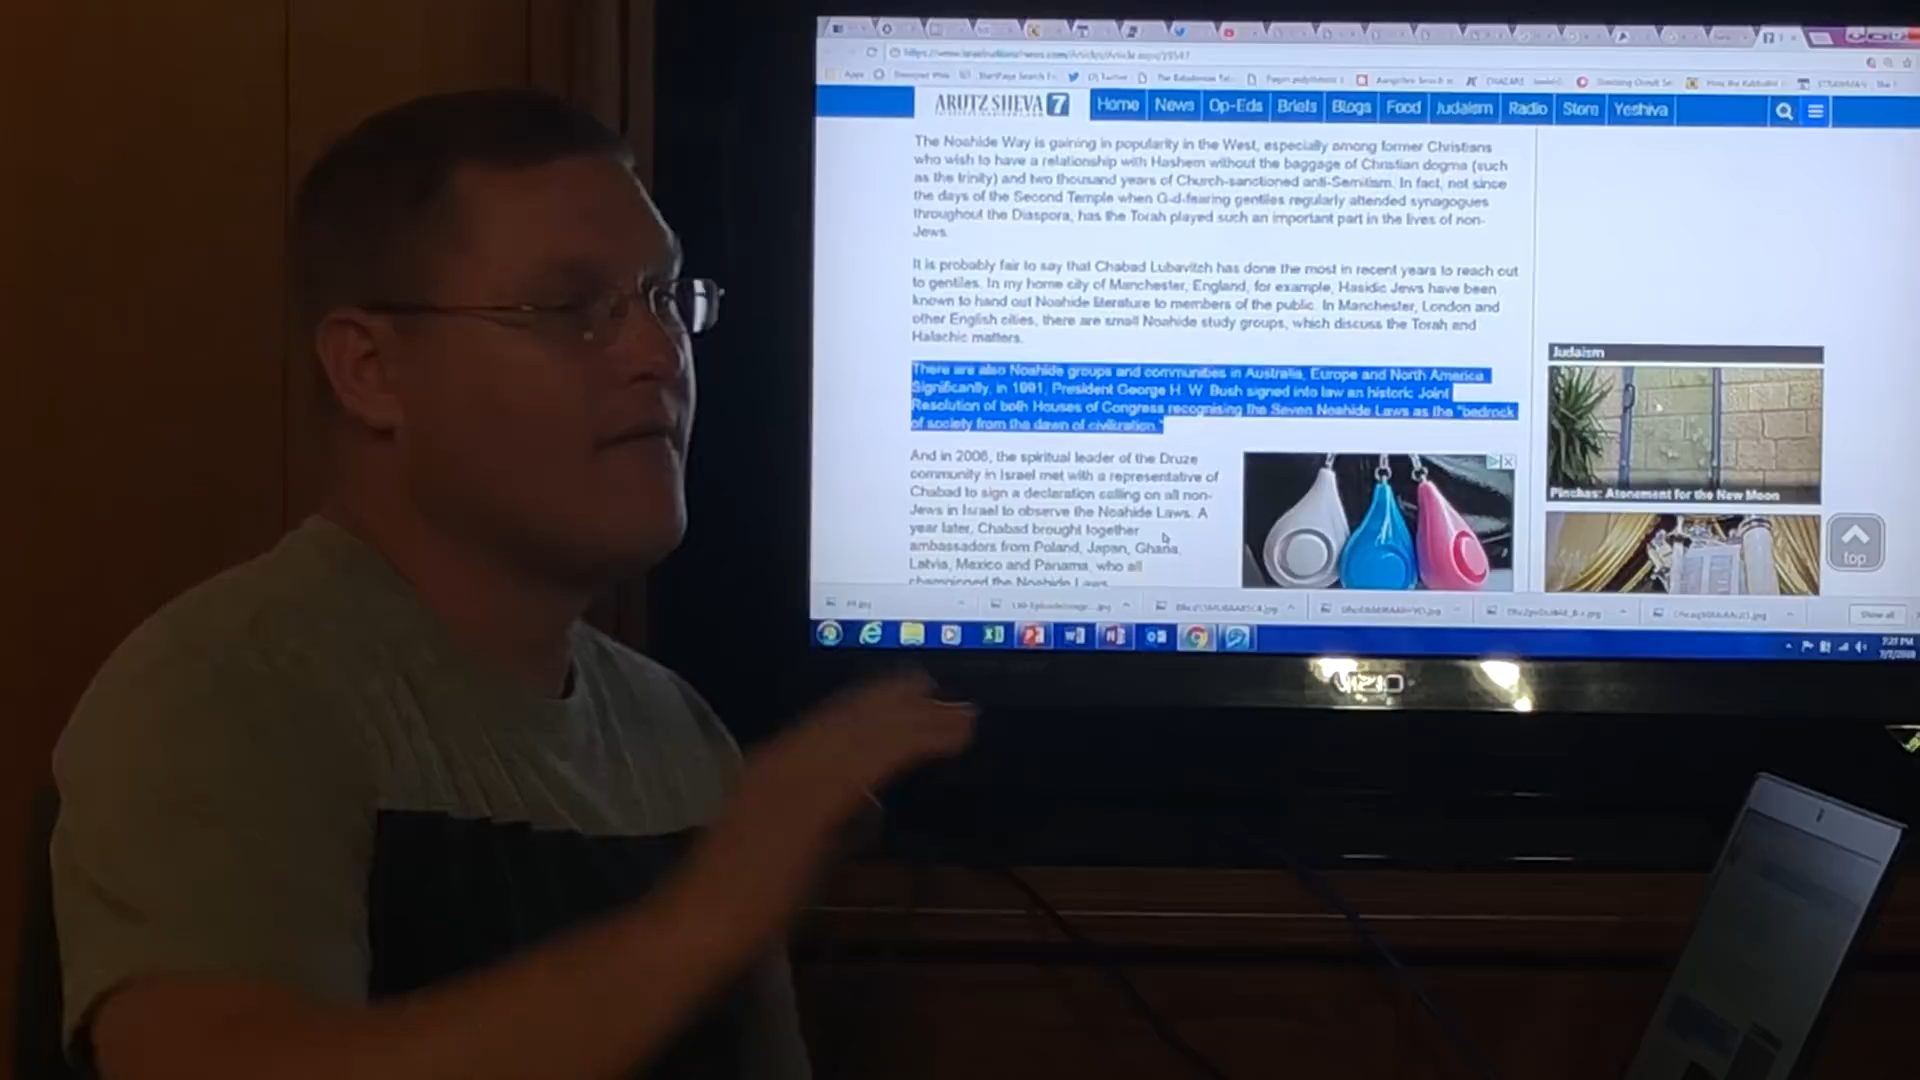 ARUTZ SHEVA 7
Home News Op-Eds Briefs Blogs Food Judaism Radio Store Yeshiva
The Noahide Way is gaining in popularity in the West, especially among former Christians
who wish to have a relationship with Hashem without the baggage of Christian dogma (such
as the trinity) and two thousand years of Church-sanctioned anti-Semitism. In fact, not since
the days of the Second Temple when G-d-fearing gentiles regularly attended synagogues
throughout the Diaspora, has the Torah played such an important part in the lives of non-
Jews.
It is probably fair to say that Chabad Lubavitch has done the most in recent years to reach out
to gentiles. In my home city of Manchester, England, for example, Hasidic Jews have been
known to hand out Noahide literature to members of the public. In Manchester, London and
other English cities, there are small Noahide study groups, which discuss the Torah and
Halachic matters.
There are also Noahide groups and communities in Australia, Europe and North America.
Significantly, in 1991, President George H. W. Bush signed into law an historic Joint
Resolution of both Houses of Congress recognising the Seven Noahide Laws as the "bedrock
of society from the dawn of civilization."
And in 2006, the spiritual leader of the Druze
community in Israel met with a representative of
Chabad to sign a declaration calling on all non-
Jews in Israel to observe the Noahide Laws. A
year later, Chabad brought together
ambassadors from Poland, Japan, Ghana,
Latvia, Mexico and Panama, who all
championed the Noahide Laws
Judaism
Pinchas: Atonement for the New Moon
top
Show all
7:27 PM
VIZIO